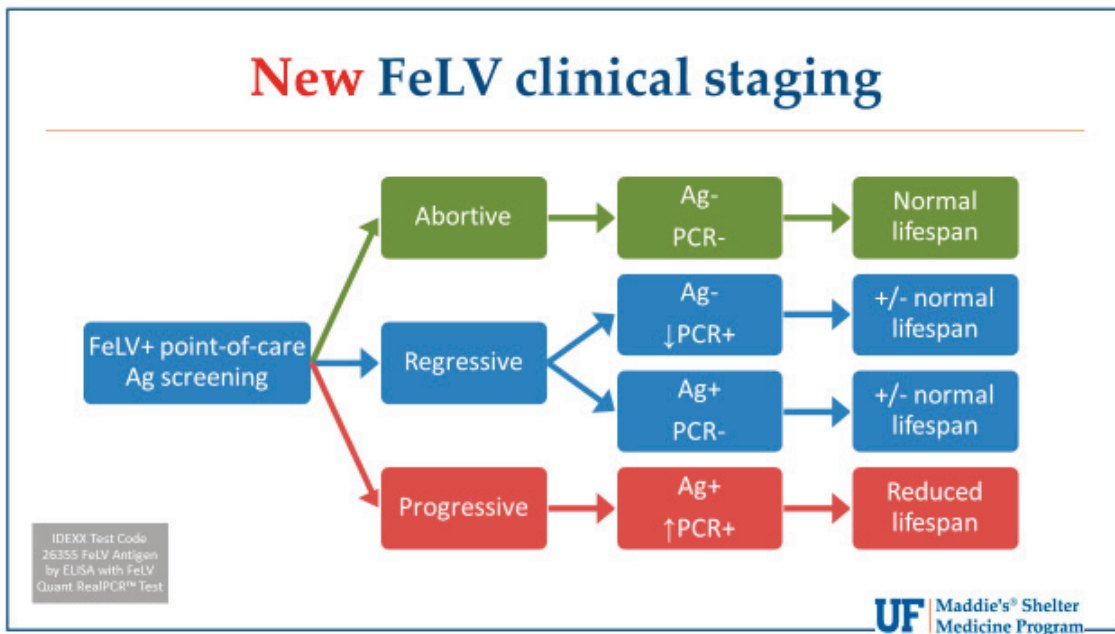 New FeLV clinical staging
FeLV+ point-of-care
Ag screening
Abortive
Ag-
PCR-
Normal
lifespan
Regressive
Ag-
↓PCR+
+/- normal
lifespan
Ag+
PCR-
+/- normal
lifespan
Progressive
Ag+
↑PCR+
Reduced
lifespan
IDEXX Test Code
26355 FeLV Antigen
by ELISA with FeLV
Quant RealPCR™ Test
UF Maddie's® Shelter
Medicine Program